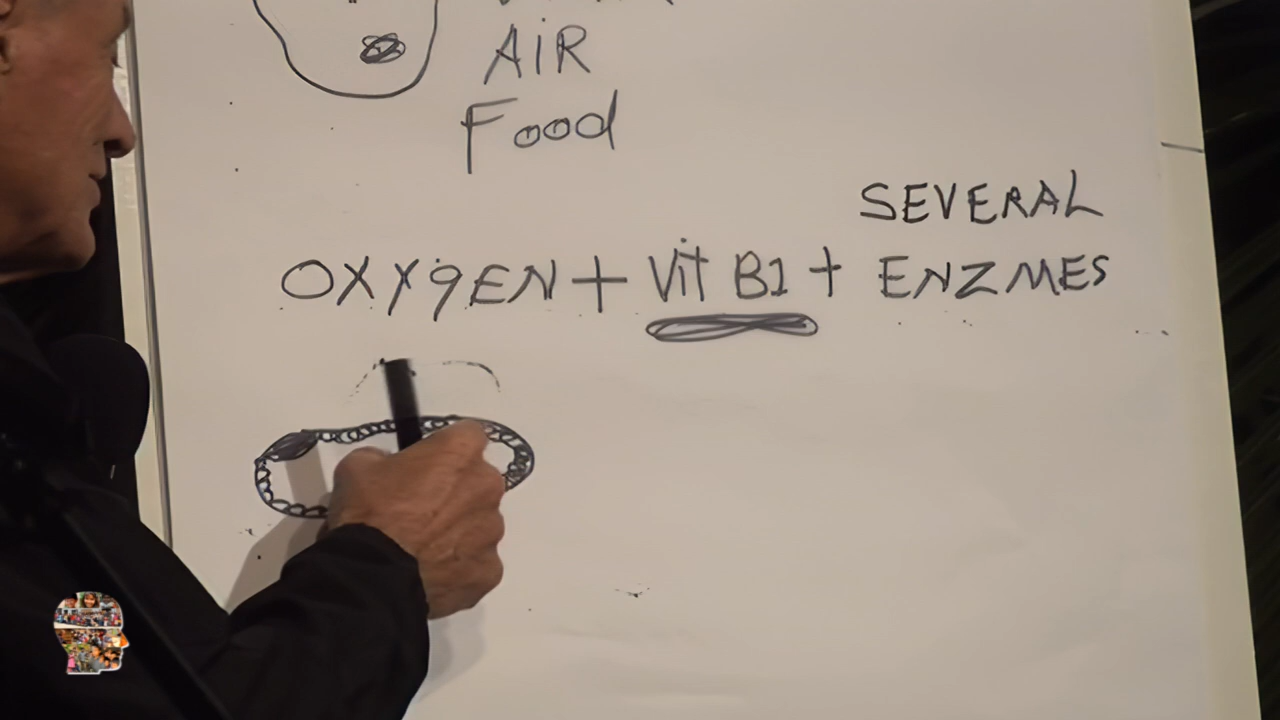 AiR
Food
SEVERAL
OXYgEN + Vit B1 + ENZMES